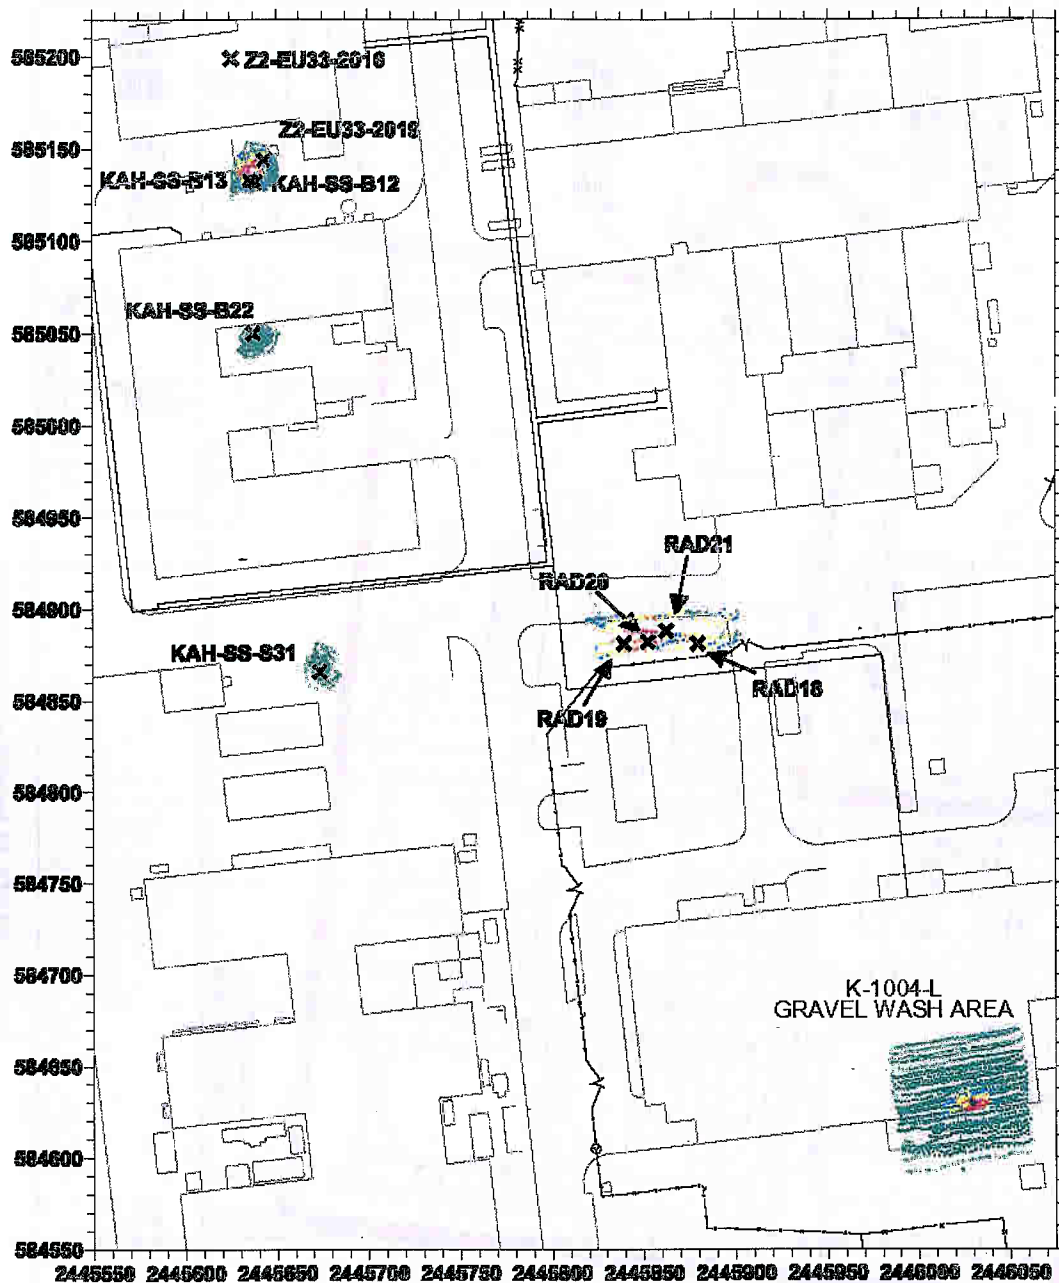 585200
Z2-EU33-2016
Z2-EU33-2015
585150
KAH-SS-B13
KAH-SS-B12
585100
KAH-SS-B22
585050
585000
584950
RAD21
RAD20
584900
KAH-SS-S31
RAD18
584850
RAD19
584800
584750
584700
K-1004-L
GRAVEL WASH AREA
584650
584600
584550
2445550 2445600 2445650 2445700 2445750 2445800 2445850 2445900 2445950 2446000 2446050